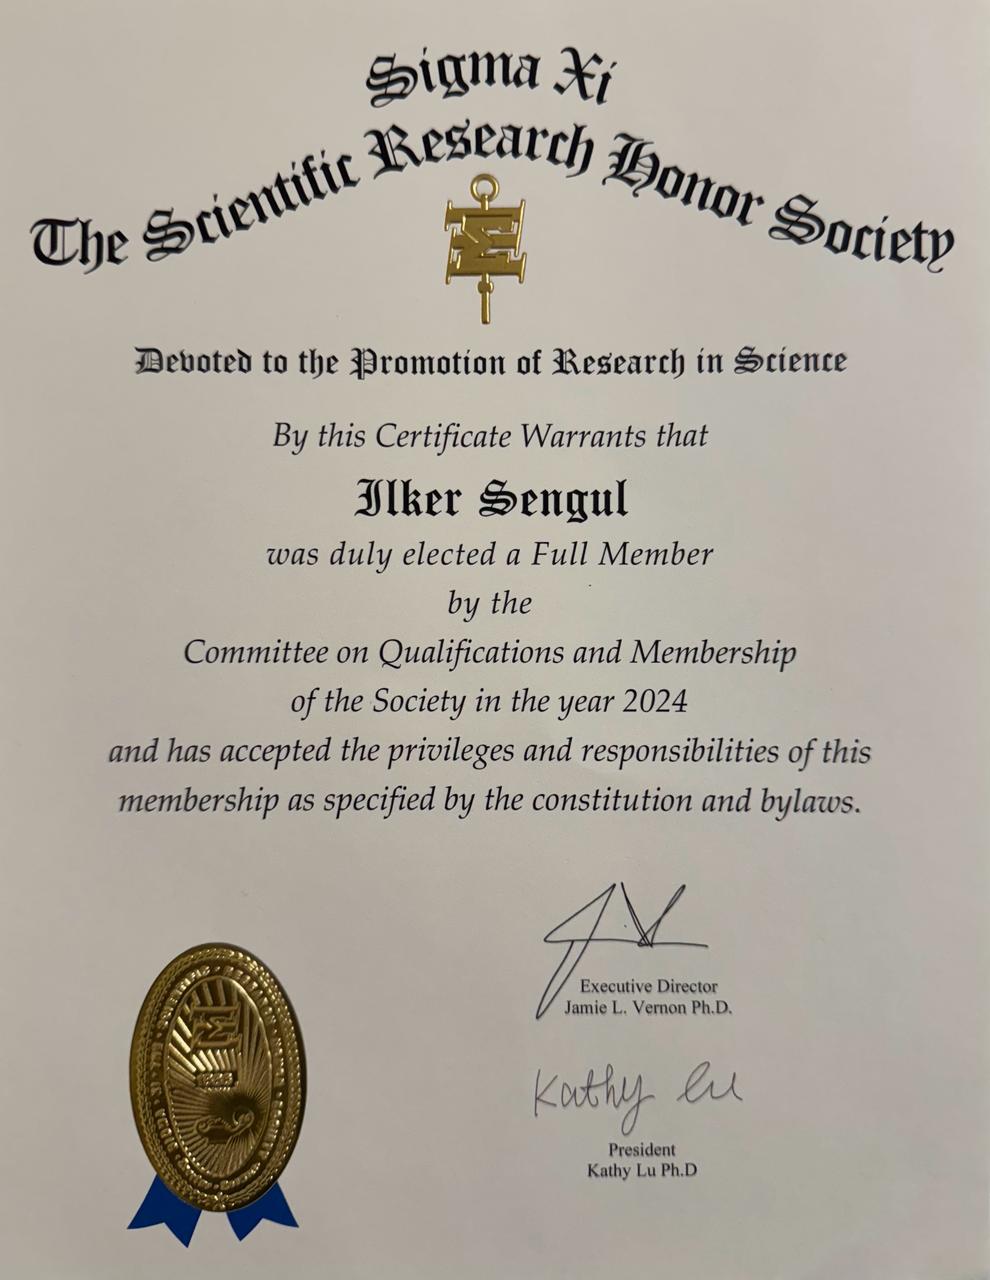 Sigma Xi
The Scientific Research Honor Society
Devoted to the Promotion of Research in Science
By this Certificate Warrants that
Ilker Sengul
was duly elected a Full Member
by the
Committee on Qualifications and Membership
of the Society in the year 2024
and has accepted the privileges and responsibilities of this
membership as specified by the constitution and bylaws.
Executive Director
Jamie L. Vernon Ph.D.
Kathy Lu
President
Kathy Lu Ph.D